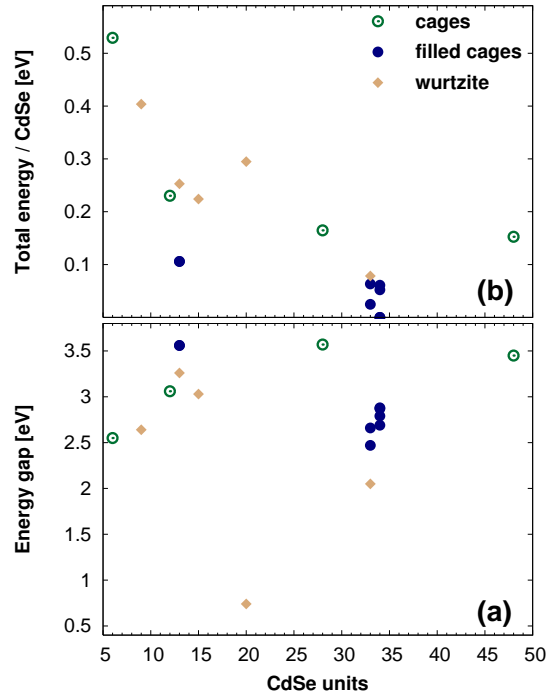 cages
filled cages
wurtzite
Total energy / CdSe [eV]
0.5
0.4
0.3
0.2
0.1
(b)
Energy gap [eV]
3.5
3
2.5
2
1.5
1
0.5
(a)
5 10 15 20 25 30 35 40 45 50
CdSe units